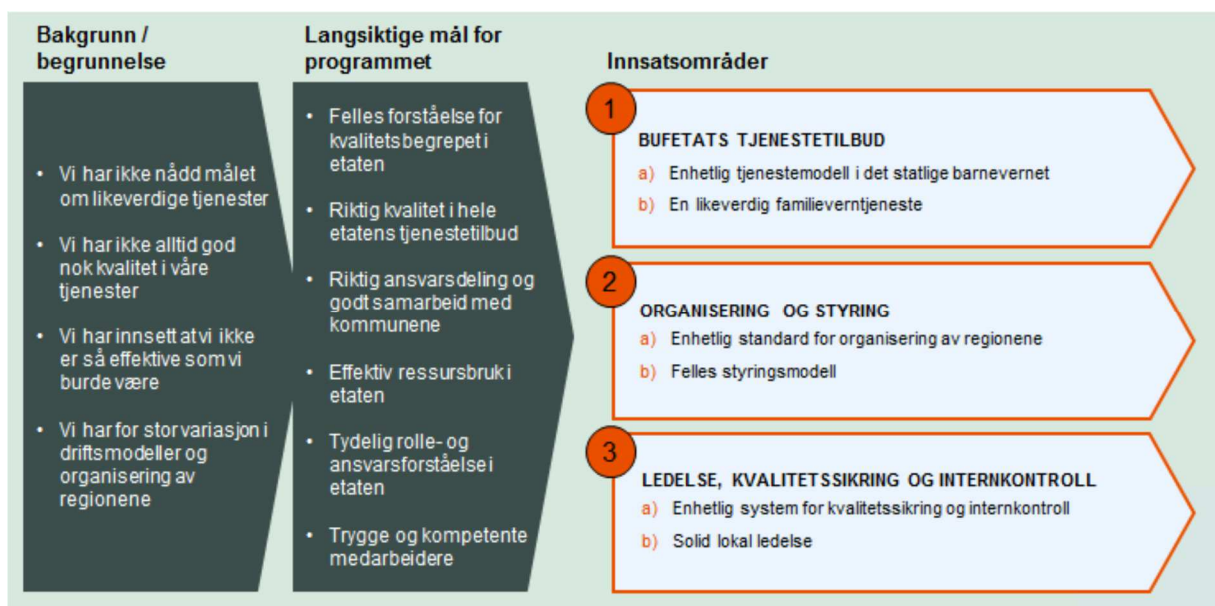 Bakgrunn /
begrunnelse
• Vi har ikke nådd målet
om likeverdige tjenester
• Vi har ikke alltid god
nok kvalitet i våre
tjenester
• Vi har innsett at vi ikke
er så effektive som vi
burde være
• Vi har for stor variasjon i
driftsmodeller og
organisering av
regionene
Langsiktige mål for
programmet
• Felles forståelse for
kvalitetsbegrepet i
etaten
• Riktig kvalitet i hele
etatens tjenestetilbud
• Riktig ansvarsdeling og
godt samarbeid med
kommunene
• Effektiv ressursbruk i
etaten
• Tydelig rolle- og
ansvarsforståelse i
etaten
• Trygge og kompetente
medarbeidere
Innsatsområder
1
BUFETATS TJENESTETILBUD
a) Enhetlig tjenestemodell i det statlige barnevernet
b) En likeverdig familieverntjeneste
2
ORGANISERING OG STYRING
a) Enhetlig standard for organisering av regionene
b) Felles styringsmodell
3
LEDELSE, KVALITETSSIKRING OG INTERNKONTROLL
a) Enhetlig system for kvalitetssikring og internkontroll
b) Solid lokal ledelse